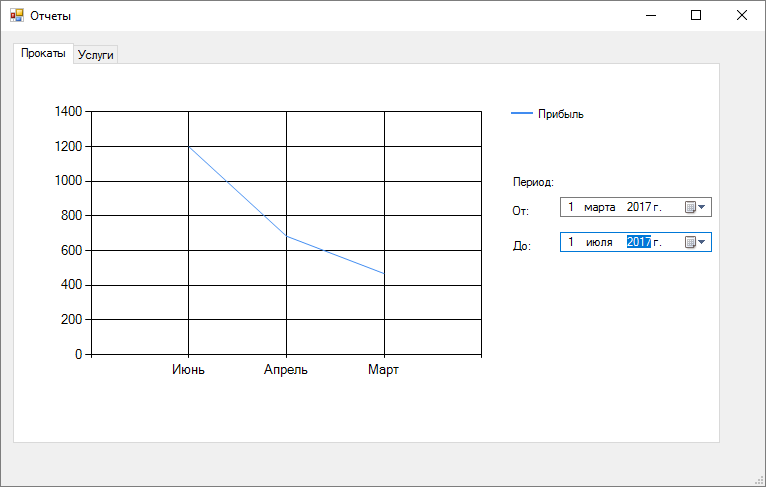 Отчеты
Прокаты Услуги
1400
1200
1000
800
600
400
200
0
Июнь Апрель Март
Прибыль
Период:
От: 1 марта 2017 г.
До: 1 июля 2017 г.